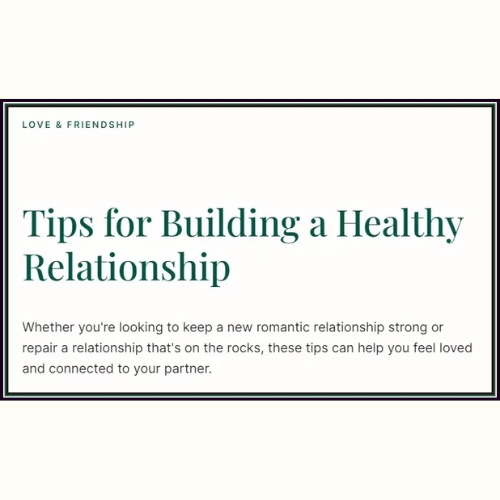 LOVE & FRIENDSHIP
Tips for Building a Healthy
Relationship
Whether you're looking to keep a new romantic relationship strong or
repair a relationship that's on the rocks, these tips can help you feel loved
and connected to your partner.